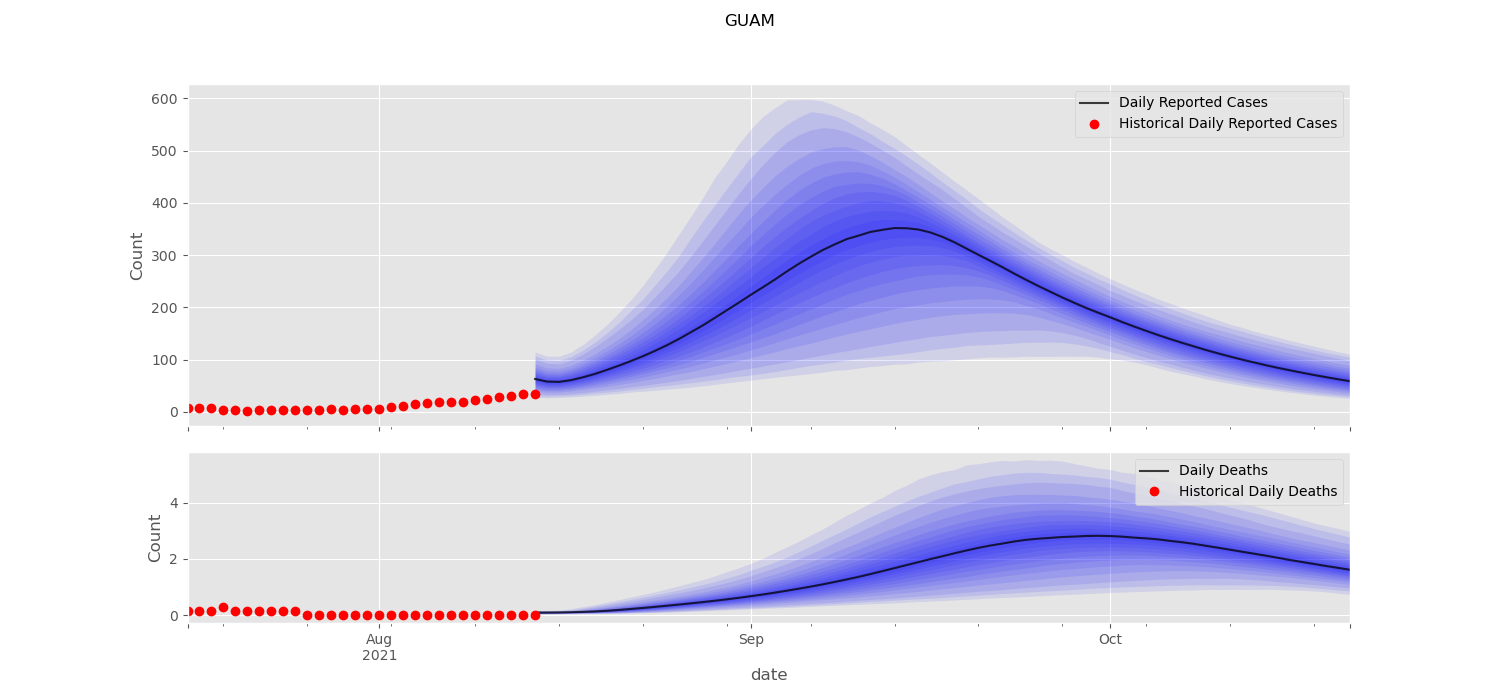 GUAM
600
500
400
300
200
100
0
Count
Daily Reported Cases
Historical Daily Reported Cases
4
2
0
Count
Daily Deaths
Historical Daily Deaths
Aug
2021
Sep
Oct
date